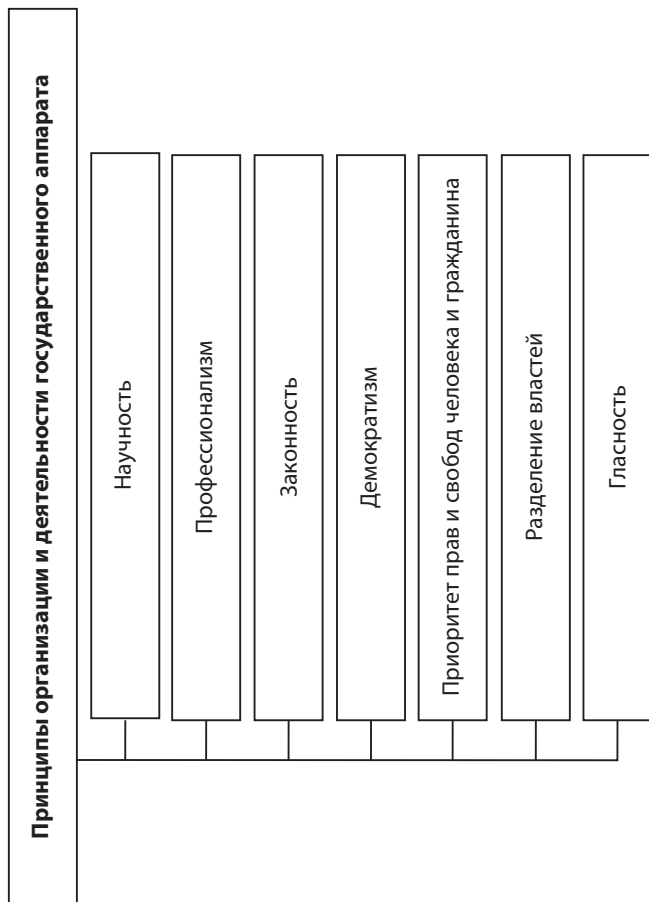 Принципы организации и деятельности государственного аппарата
Научность
Профессионализм
Законность
Демократизм
Приоритет прав и свобод человека и гражданина
Разделение властей
Гласность